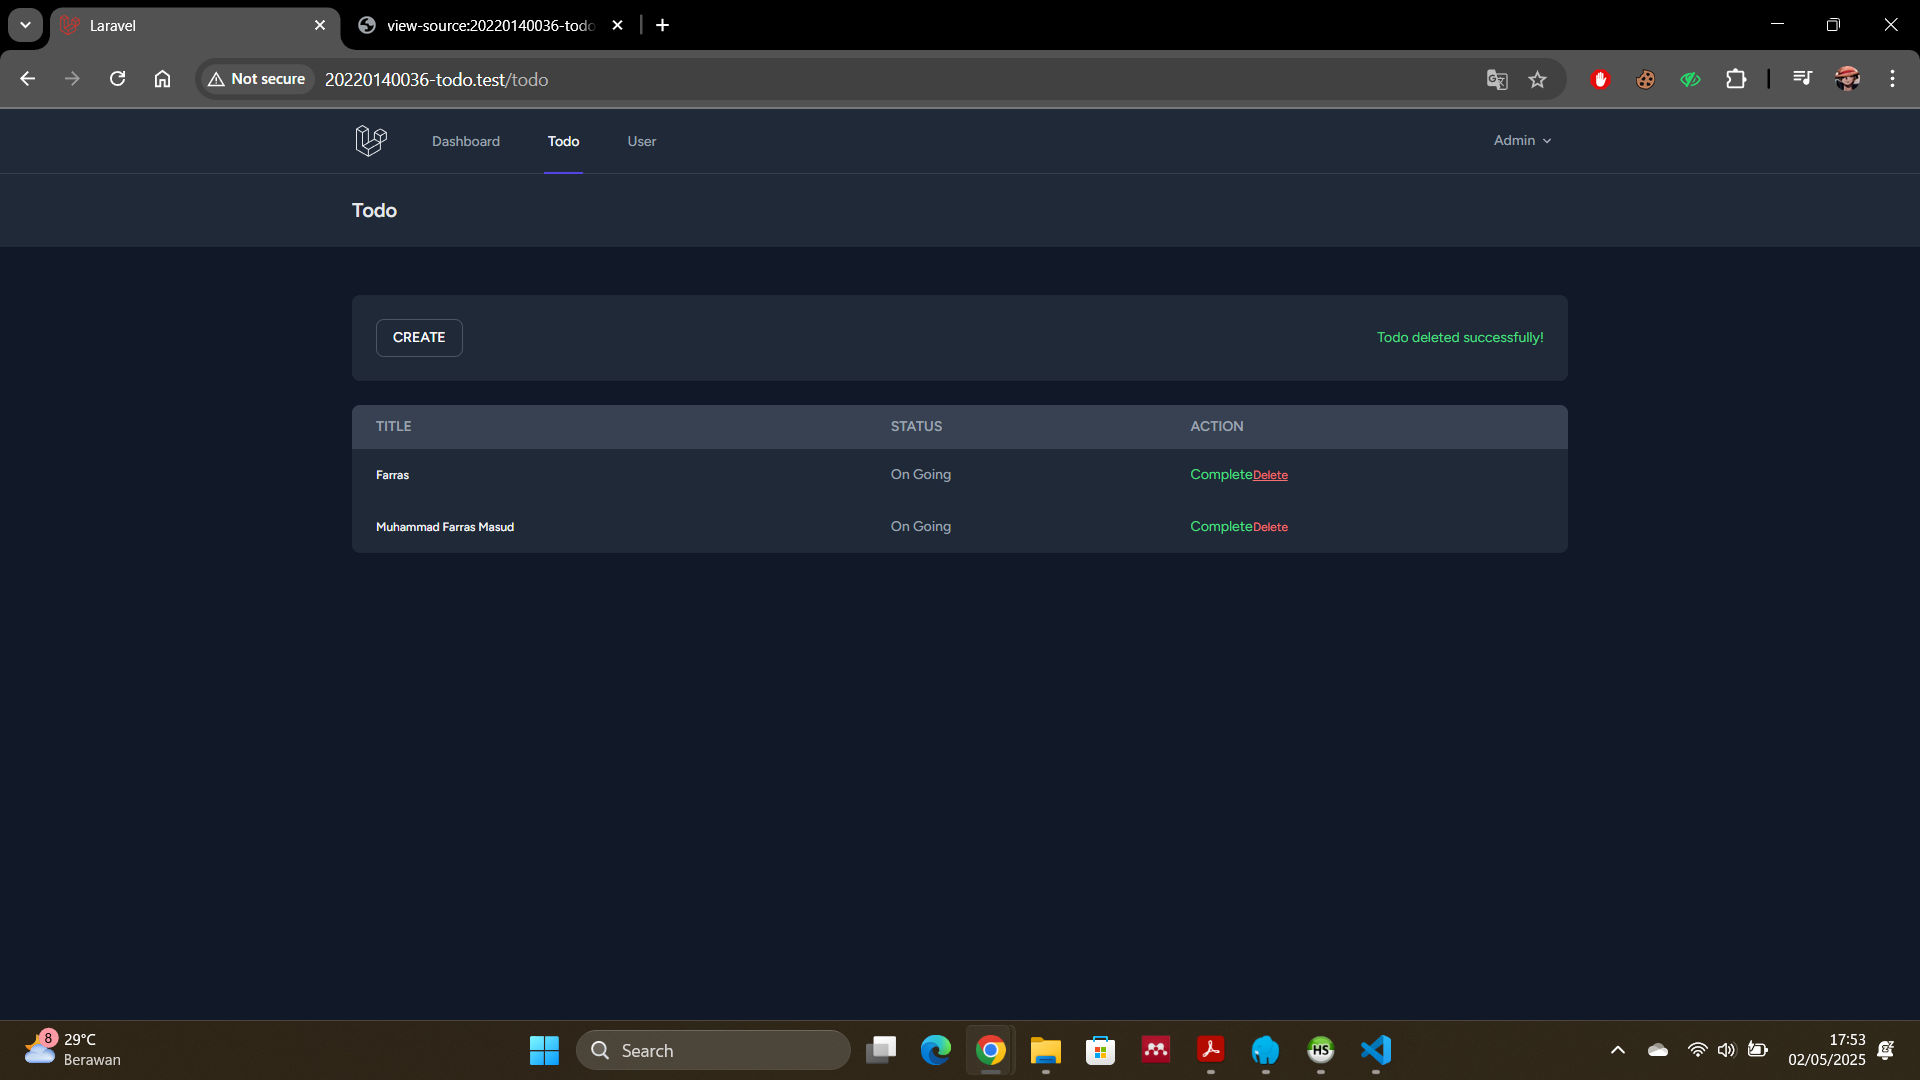 Laravel
view-source:20220140036-todo
Not secure
20220140036-todo.test/todo
Dashboard
Todo
User
Admin
Todo
CREATE
Todo deleted successfully!
TITLE STATUS ACTION
Farras On Going CompleteDelete
Muhammad Farras Masud On Going CompleteDelete
8
29°C
Berawan
Search
HS
17:53
02/05/2025